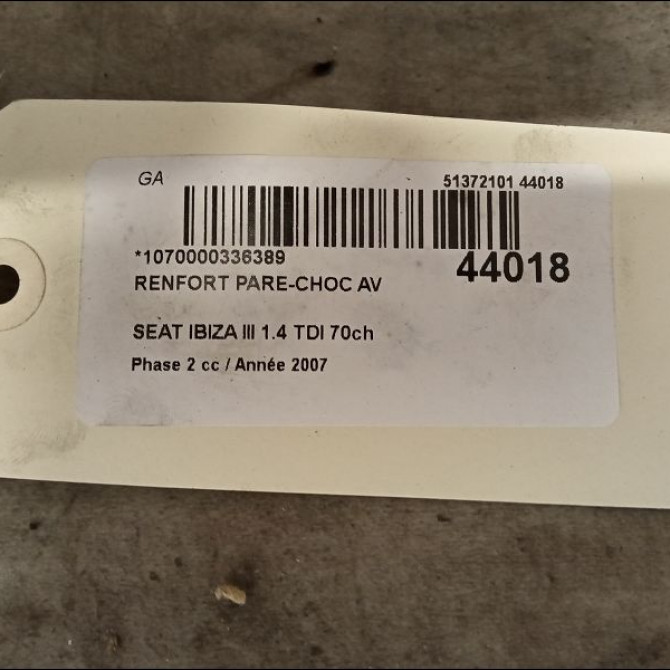 GA
51372101 44018
*1070000336389
44018
RENFORT PARE-CHOC AV
SEAT IBIZA III 1.4 TDI 70ch
Phase 2 cc / Année 2007